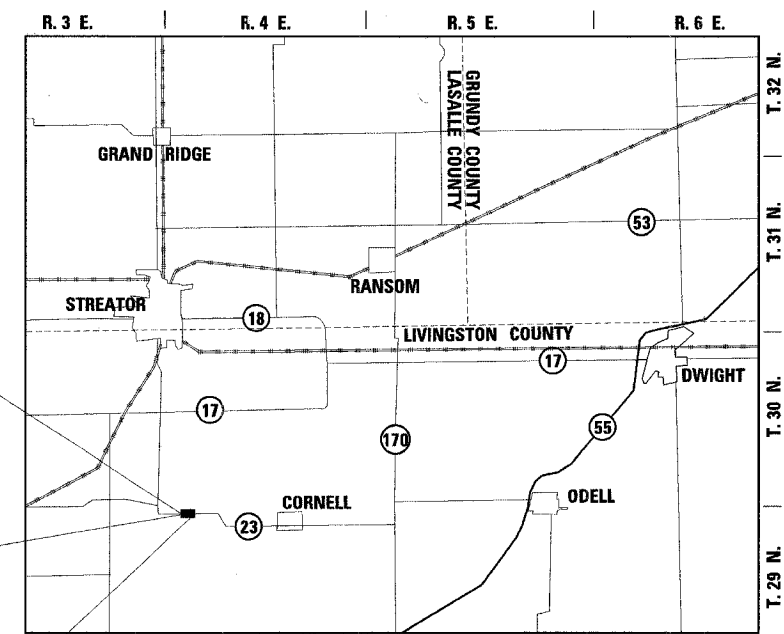 R. 3 E.
R. 4 E.
R. 5 E.
R. 6 E.
T. 32 N.
GRUNDY COUNTY
LASALLE COUNTY
GRAND RIDGE
53
T. 31 N.
RANSOM
STREATOR
18
LIVINGSTON COUNTY
17
DWIGHT
17
T. 30 N.
55
170
CORNELL
ODELL
23
T. 29 N.